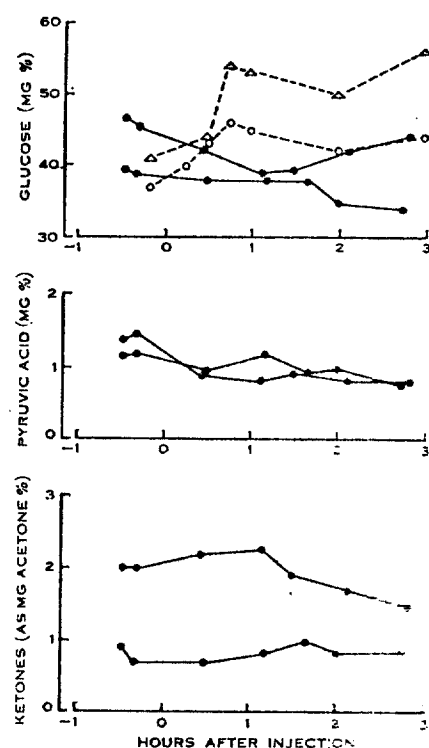 GLUCOSE (MG %)
60
50
40
30
-1 0 1 2 3
PYRUVIC ACID (MG %)
2
1
0
-1 0 1 2 3
KETONES (AS MG ACETONE %)
3
2
1
0
-1 0 1 2 3
HOURS AFTER INJECTION